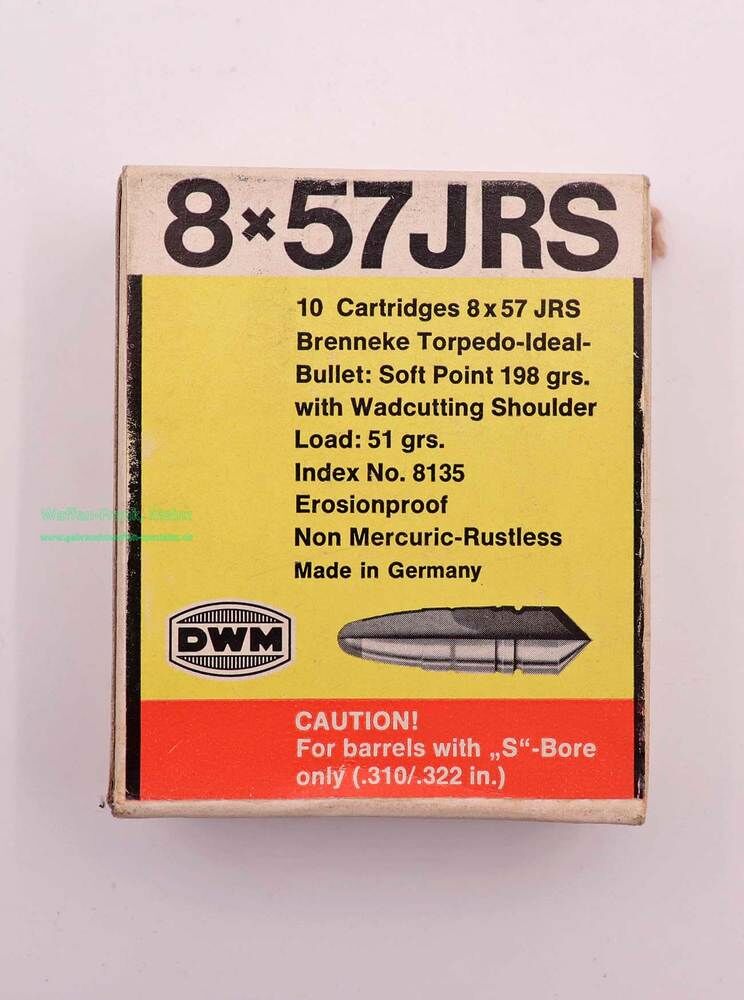 8×57JRS
10 Cartridges 8x57 JRS
Brenneke Torpedo-Ideal-
Bullet: Soft Point 198 grs.
with Wadcutting Shoulder
Load: 51 grs.
Index No. 8135
Erosionproof
Non Mercuric-Rustless
Made in Germany
DWM
CAUTION!
For barrels with „S“-Bore
only (.310/.322 in.)